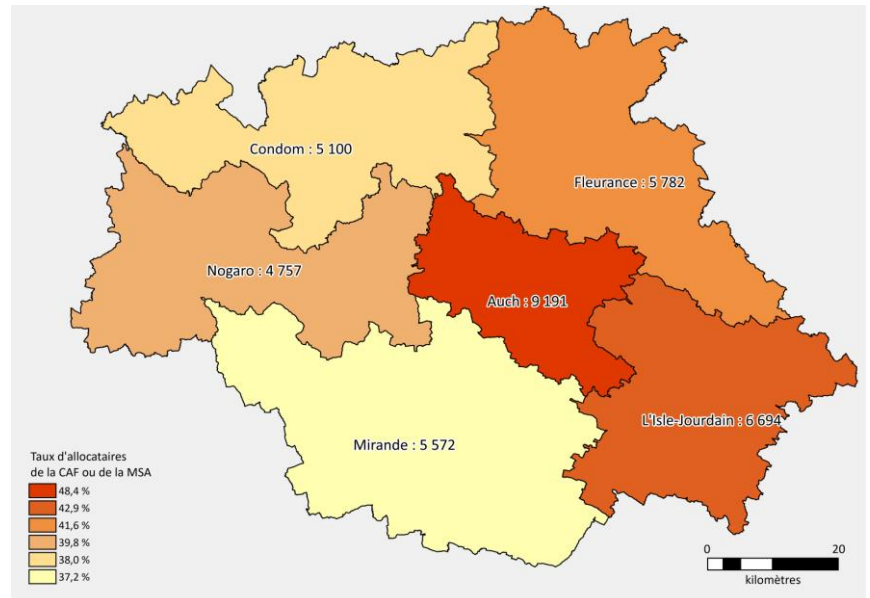 Condom : 5 100
Fleurance : 5 782
Nogaro : 4 757
Auch : 9 191
L'Isle-Jourdain : 6 694
Mirande : 5 572
Taux d'allocataires
de la CAF ou de la MSA
48,4 %
42,9 %
41,6 %
39,8 %
38,0 %
37,2 %
0 20
kilomètres